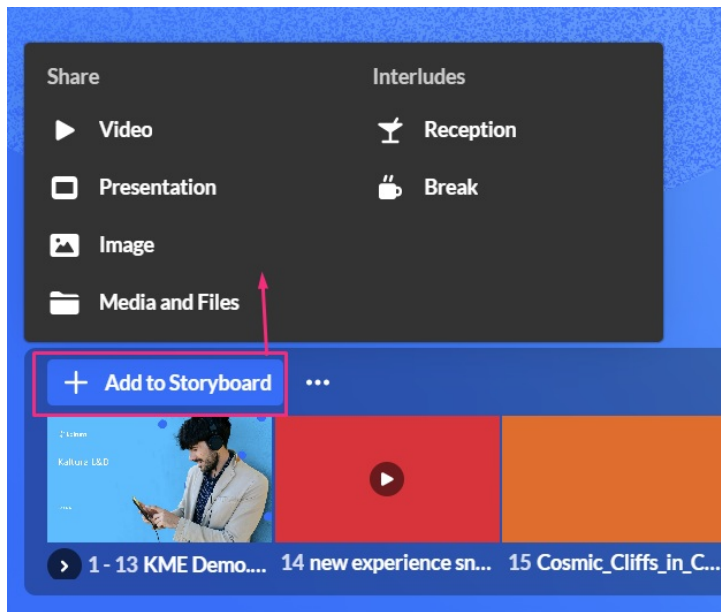 Share
Video
Presentation
Image
Media and Files
Interludes
Reception
Break
+ Add to Storyboard
Kaltura L&D
1 - 13 KME Demo....
14 new experience sn...
15 Cosmic_Cliffs_in_C...